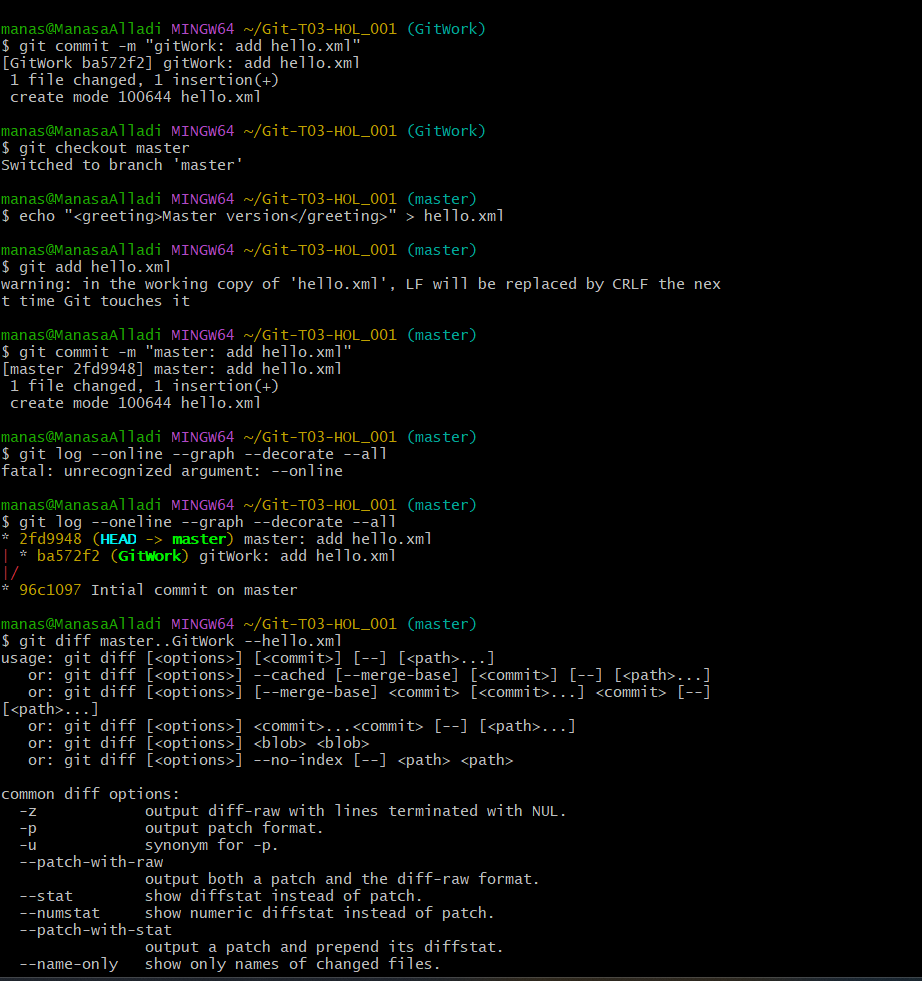 manas@ManasaAlladi MINGW64 ~/Git-T03-HOL_001 (GitWork)
$ git commit -m "gitWork: add hello.xml"
[GitWork ba572f2] gitWork: add hello.xml
 1 file changed, 1 insertion(+)
 create mode 100644 hello.xml

manas@ManasaAlladi MINGW64 ~/Git-T03-HOL_001 (GitWork)
$ git checkout master
Switched to branch 'master'

manas@ManasaAlladi MINGW64 ~/Git-T03-HOL_001 (master)
$ echo "<greeting>Master version</greeting>" > hello.xml

manas@ManasaAlladi MINGW64 ~/Git-T03-HOL_001 (master)
$ git add hello.xml
warning: in the working copy of 'hello.xml', LF will be replaced by CRLF the nex
t time Git touches it

manas@ManasaAlladi MINGW64 ~/Git-T03-HOL_001 (master)
$ git commit -m "master: add hello.xml"
[master 2fd9948] master: add hello.xml
 1 file changed, 1 insertion(+)
 create mode 100644 hello.xml

manas@ManasaAlladi MINGW64 ~/Git-T03-HOL_001 (master)
$ git log --online --graph --decorate --all
fatal: unrecognized argument: --online

manas@ManasaAlladi MINGW64 ~/Git-T03-HOL_001 (master)
$ git log --oneline --graph --decorate --all
* 2fd9948 (HEAD -> master) master: add hello.xml
| * ba572f2 (GitWork) gitWork: add hello.xml
|/
* 96c1097 Intial commit on master

manas@ManasaAlladi MINGW64 ~/Git-T03-HOL_001 (master)
$ git diff master..GitWork --hello.xml
usage: git diff [<options>] [<commit>] [--] [<path>...]
   or: git diff [<options>] --cached [--merge-base] [<commit>] [--] [<path>...]
   or: git diff [<options>] [--merge-base] <commit> [<commit>...] <commit> [--]
[<path>...]
   or: git diff [<options>] <commit>...<commit> [--] [<path>...]
   or: git diff [<options>] <blob> <blob>
   or: git diff [<options>] --no-index [--] <path> <path>

common diff options:
  -z            output diff-raw with lines terminated with NUL.
  -p            output patch format.
  -u            synonym for -p.
  --patch-with-raw
                output both a patch and the diff-raw format.
  --stat        show diffstat instead of patch.
  --numstat     show numeric diffstat instead of patch.
  --patch-with-stat
                output a patch and prepend its diffstat.
  --name-only   show only names of changed files.